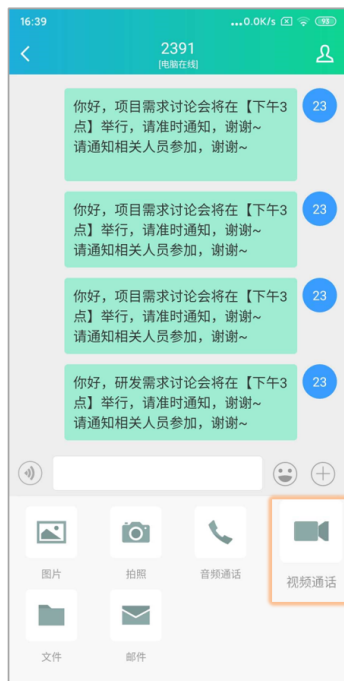 16:39
...0.0K/s 93
2391
[电脑在线]
你好，项目需求讨论会将在【下午3
点】举行，请准时通知，谢谢~
请通知相关人员参加，谢谢~
23
你好，项目需求讨论会将在【下午3
点】举行，请准时通知，谢谢~
请通知相关人员参加，谢谢~
23
你好，项目需求讨论会将在【下午3
点】举行，请准时通知，谢谢~
请通知相关人员参加，谢谢~
23
你好，研发需求讨论会将在【下午3
点】举行，请准时通知，谢谢~
请通知相关人员参加，谢谢~
23
图片
拍照
音频通话
视频通话
文件
邮件